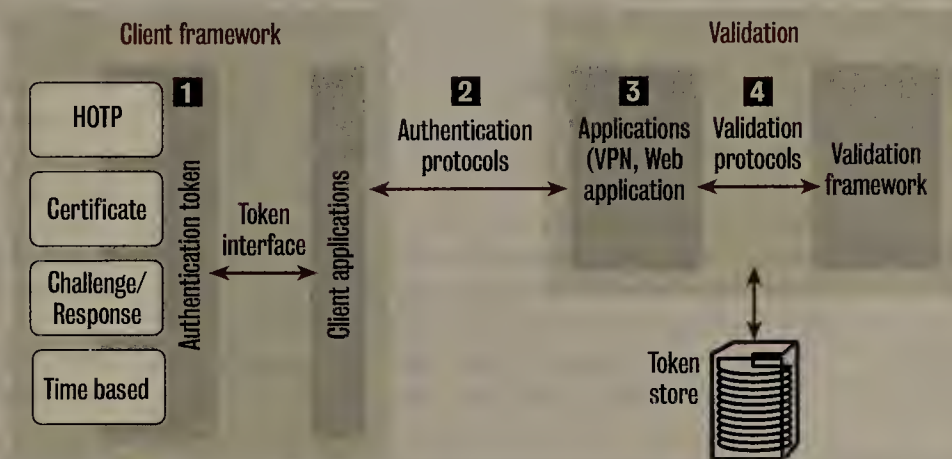 Client framework
HOTP
Certificate
Challenge/
Response
Time based
1
Authentication token
Token
interface
Client applications
2
Authentication
protocols
Validation
3
Applications
(VPN, Web
application
4
Validation
protocols
Validation
framework
Token
store